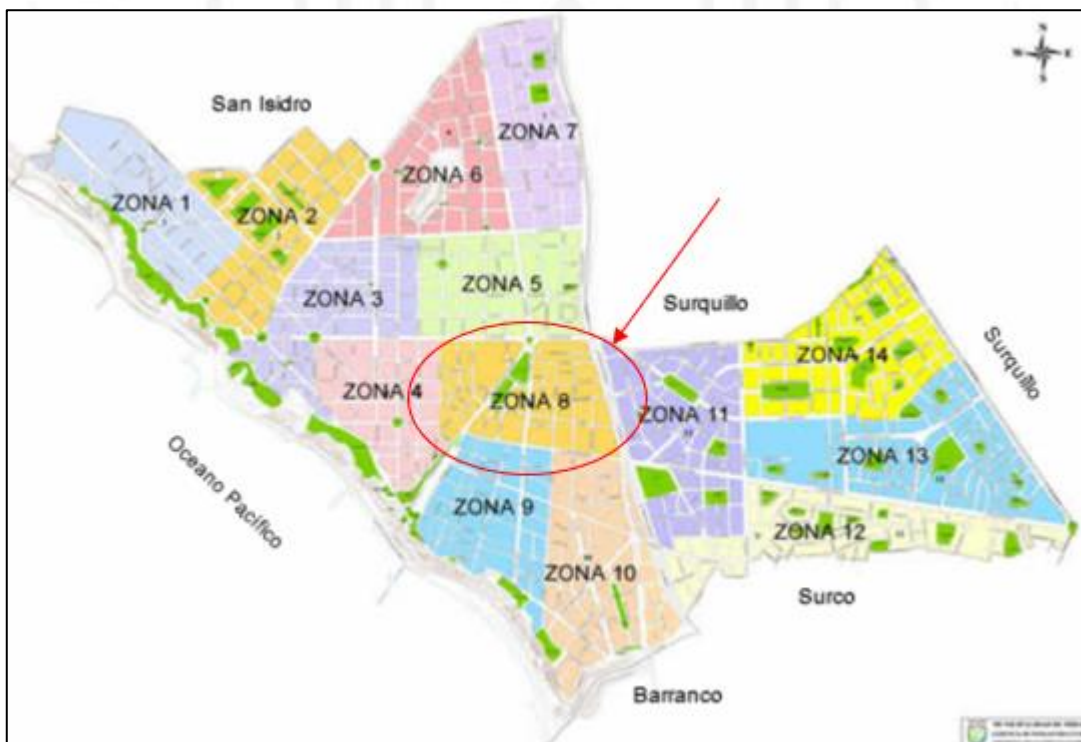 N
W E
S
San Isidro
ZONA 7
ZONA 6
ZONA 1
ZONA 2
ZONA 5
ZONA 3
Surquillo
Surquillo
ZONA 14
ZONA 4
ZONA 8
ZONA 11
ZONA 13
Oceano Pacífico
ZONA 9
ZONA 12
ZONA 10
Surco
Barranco